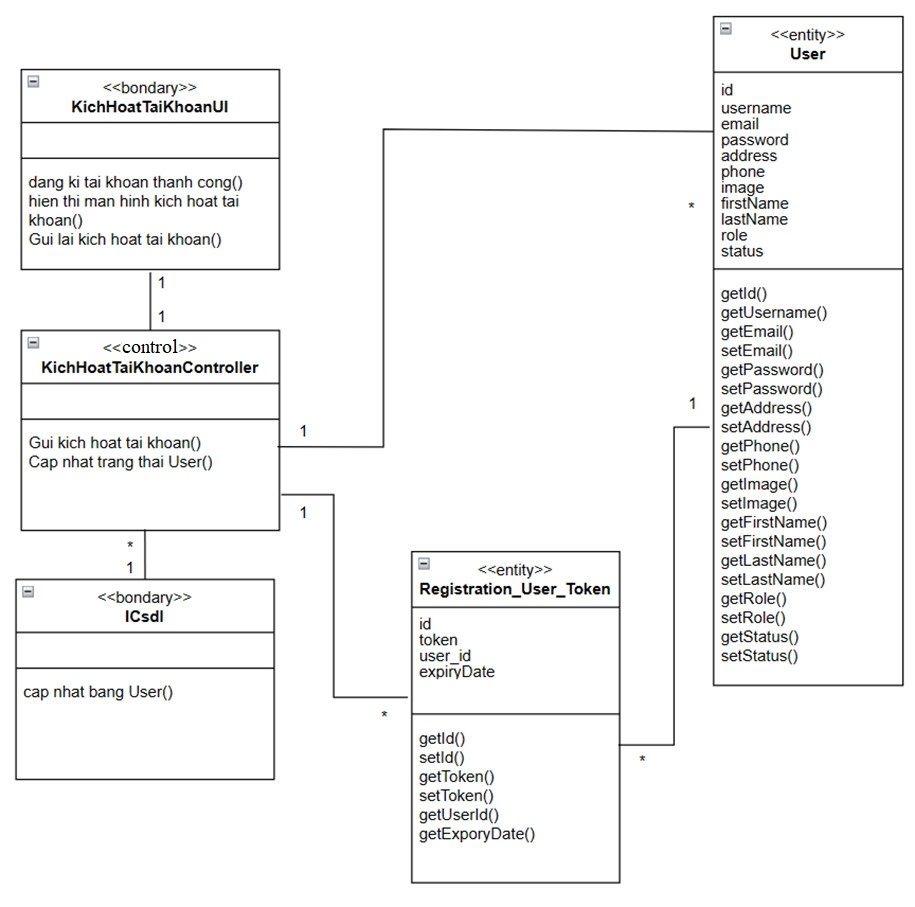 <<bondary>>
KichHoatTaiKhoanUI
dang ki tai khoan thanh cong()
hien thi man hinh kich hoat tai
khoan()
Gui lai kich hoat tai khoan()
1
1
<<control>>
KichHoatTaiKhoanController
Gui kich hoat tai khoan()
Cap nhat trang thai User()
1
1
*
1
<<bondary>>
ICsdl
cap nhat bang User()
<<entity>>
User
id
username
email
password
address
phone
image
firstName
lastName
role
status
*
getId()
getUsername()
getEmail()
setEmail()
getPassword()
setPassword()
getAddress()
setAddress()
getPhone()
setPhone()
getImage()
setImage()
getFirstName()
setFirstName()
getLastName()
setLastName()
getRole()
setRole()
getStatus()
setStatus()
1
<<entity>>
Registration_User_Token
id
token
user_id
expiryDate
getId()
setId()
getToken()
setToken()
getUserId()
getExporyDate()
*
*